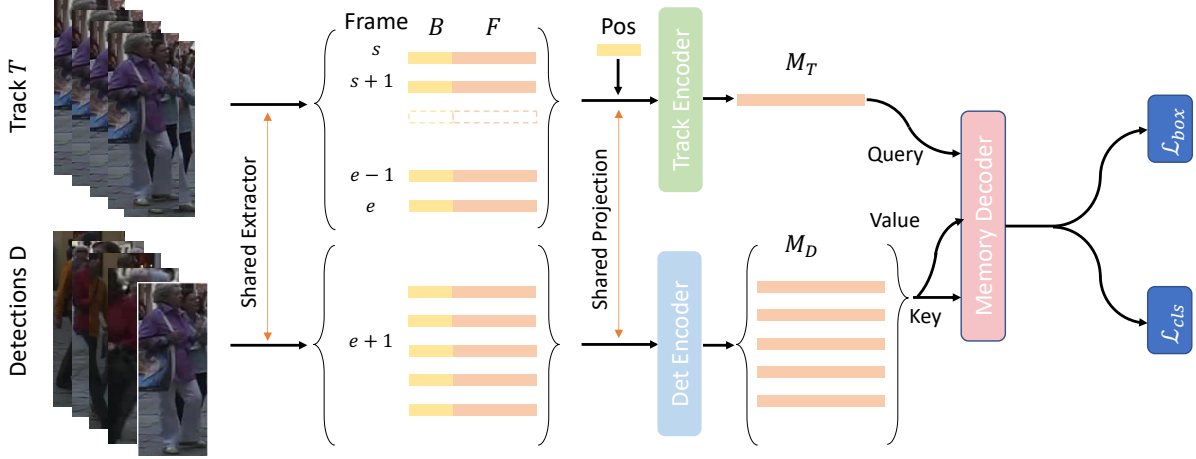 Track T
Detections D
Shared Extractor
Frame B F
s
s + 1
e − 1
e
e + 1
Pos
Shared Projection
Track Encoder
Det Encoder
M_T
M_D
Query
Value
Key
Memory Decoder
ℒ_box
ℒ_cls